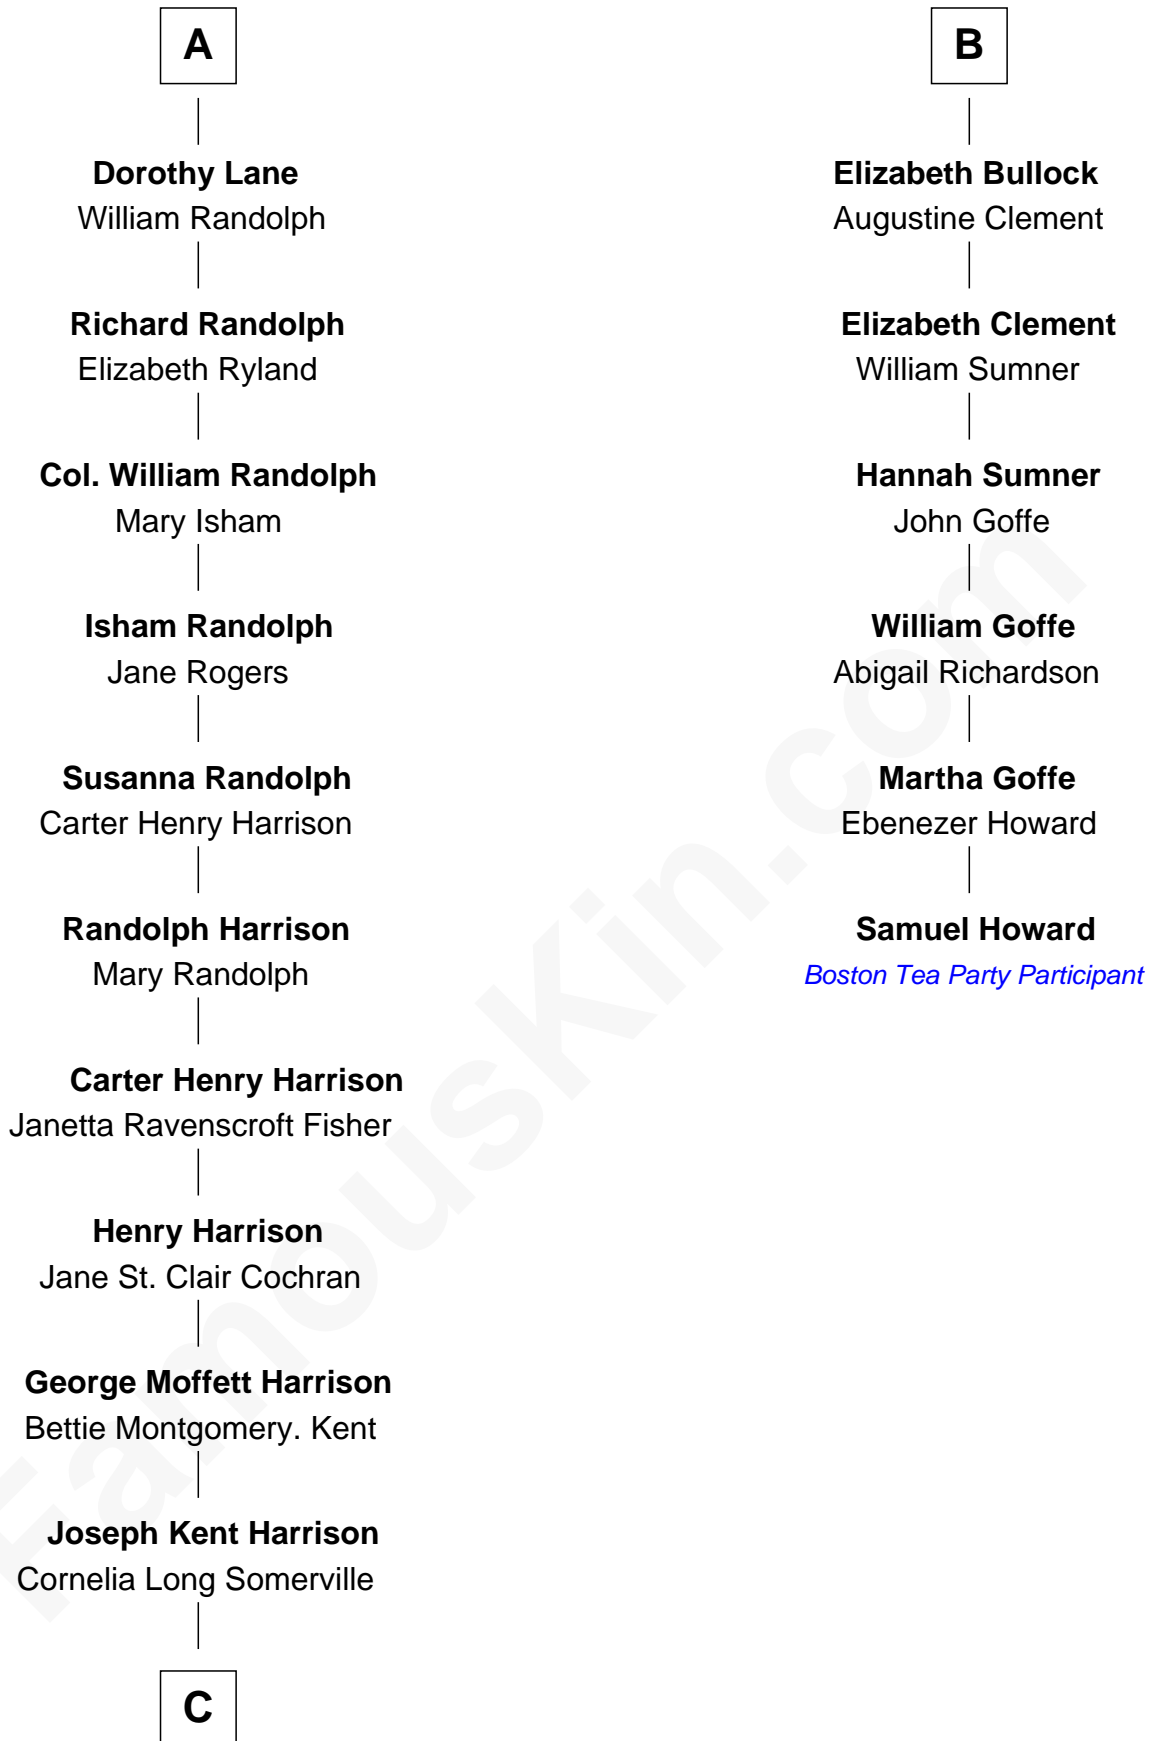 A
Dorothy Lane
William Randolph
Richard Randolph
Elizabeth Ryland
Col. William Randolph
Mary Isham
Isham Randolph
Jane Rogers
Susanna Randolph
Carter Henry Harrison
Randolph Harrison
Mary Randolph
Carter Henry Harrison
Janetta Ravenscroft Fisher
Henry Harrison
Jane St. Clair Cochran
George Moffett Harrison
Bettie Montgomery. Kent
Joseph Kent Harrison
Cornelia Long Somerville
C
B
Elizabeth Bullock
Augustine Clement
Elizabeth Clement
William Sumner
Hannah Sumner
John Goffe
William Goffe
Abigail Richardson
Martha Goffe
Ebenezer Howard
Samuel Howard
Boston Tea Party Participant
FamousKin.com